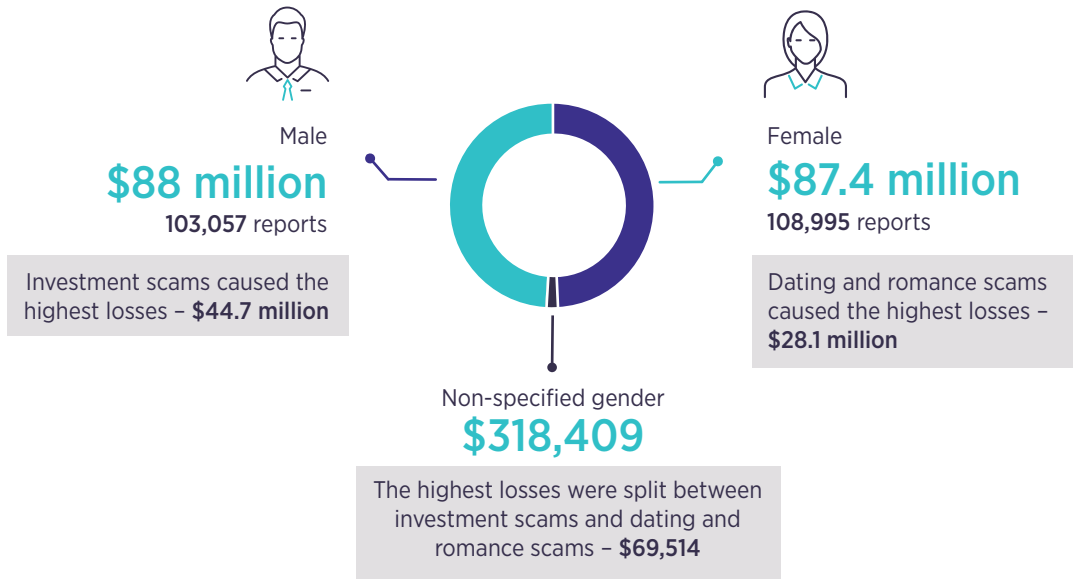 Male
$88 million
103,057 reports
Investment scams caused the
highest losses – $44.7 million
Female
$87.4 million
108,995 reports
Dating and romance scams
caused the highest losses –
$28.1 million
Non-specified gender
$318,409
The highest losses were split between
investment scams and dating and
romance scams – $69,514